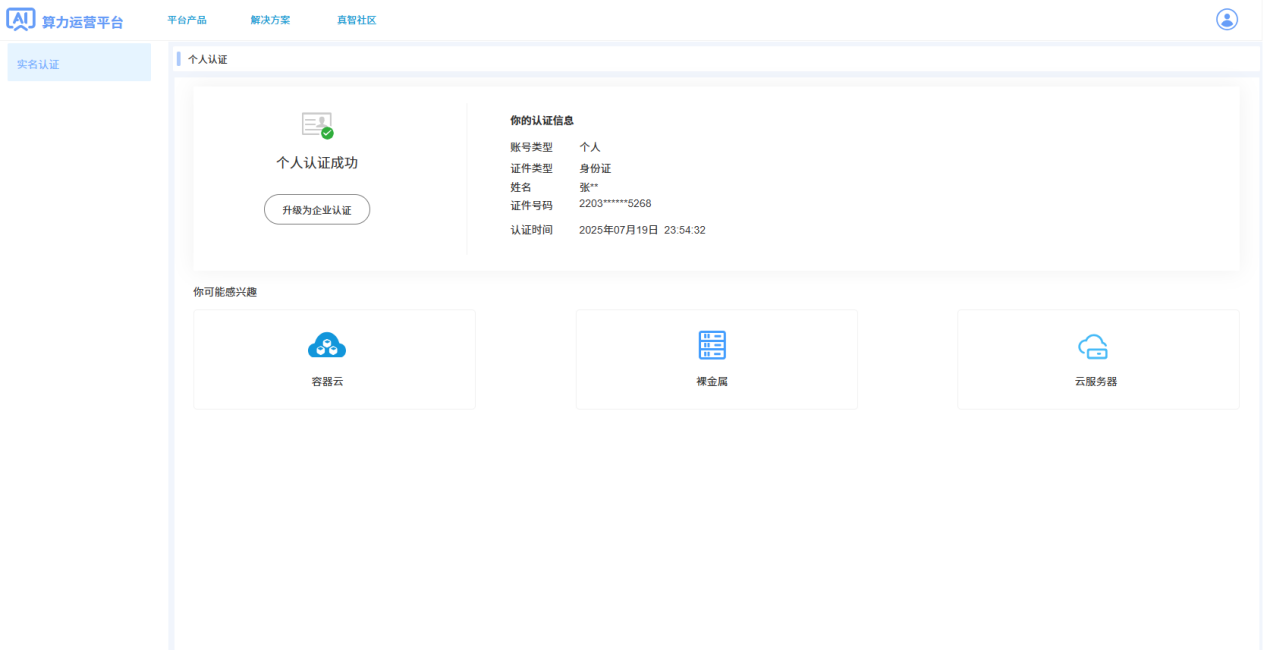 AI 算力运营平台 平台产品 解决方案 真智社区
实名认证
个人认证
个人认证成功
升级为企业认证
你的认证信息
账号类型 个人
证件类型 身份证
姓名 张**
证件号码 2203******5268
认证时间 2025年07月19日 23:54:32
你可能感兴趣
容器云 裸金属 云服务器